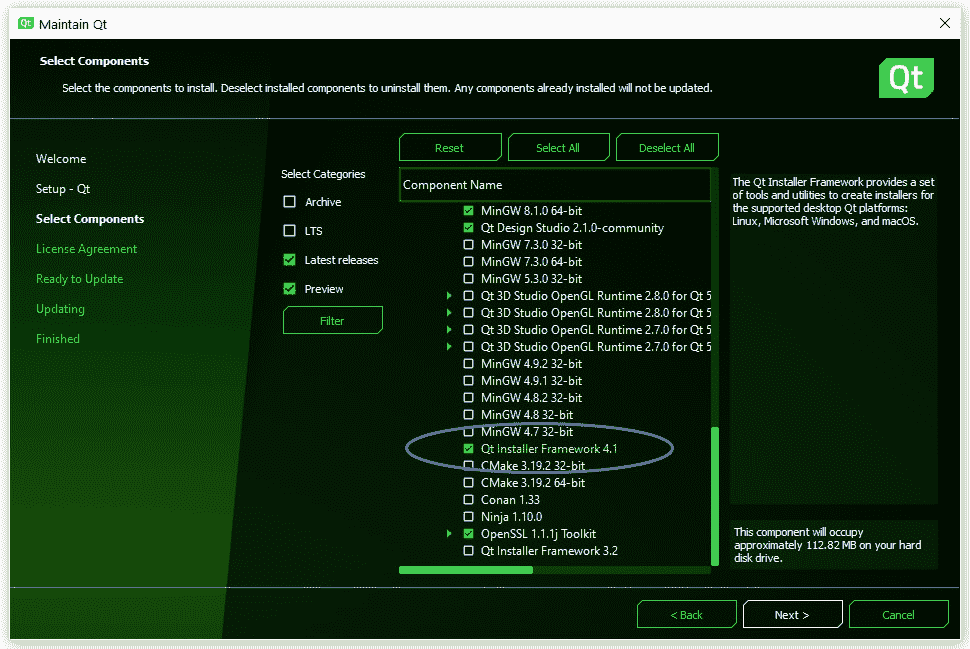 Qt Maintain Qt
Select Components
Select the components to install. Deselect installed components to uninstall them. Any components already installed will not be updated.
Qt
Welcome
Setup - Qt
Select Components
License Agreement
Ready to Update
Updating
Finished
Select Categories
Archive
LTS
Latest releases
Preview
Filter
Reset
Select All
Deselect All
Component Name
MinGW 8.1.0 64-bit
Qt Design Studio 2.1.0-community
MinGW 7.3.0 32-bit
MinGW 7.3.0 64-bit
MinGW 5.3.0 32-bit
Qt 3D Studio OpenGL Runtime 2.8.0 for Qt 5
Qt 3D Studio OpenGL Runtime 2.8.0 for Qt 5
Qt 3D Studio OpenGL Runtime 2.7.0 for Qt 5
Qt 3D Studio OpenGL Runtime 2.7.0 for Qt 5
MinGW 4.9.2 32-bit
MinGW 4.9.1 32-bit
MinGW 4.8.2 32-bit
MinGW 4.8 32-bit
MinGW 4.7 32-bit
Qt Installer Framework 4.1
CMake 3.19.2 32-bit
CMake 3.19.2 64-bit
Conan 1.33
Ninja 1.10.0
OpenSSL 1.1.1j Toolkit
Qt Installer Framework 3.2
The Qt Installer Framework provides a set
of tools and utilities to create installers for
the supported desktop Qt platforms:
Linux, Microsoft Windows, and macOS.
This component will occupy
approximately 112.82 MB on your hard
disk drive.
< Back
Next >
Cancel